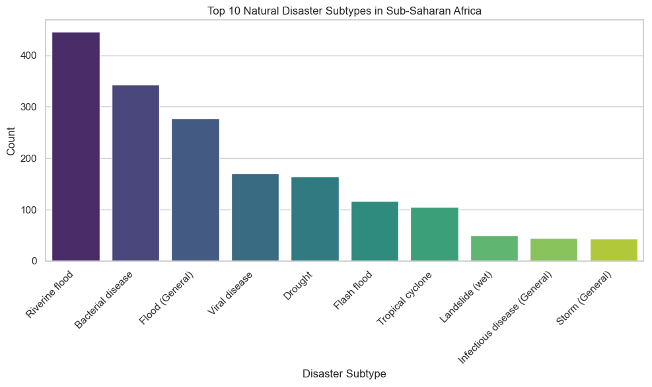 Top 10 Natural Disaster Subtypes in Sub-Saharan Africa
Count
400
300
200
100
0
Riverine flood
Bacterial disease
Flood (General)
Viral disease
Drought
Flash flood
Tropical cyclone
Landslide (wet)
Infectious disease (General)
Storm (General)
Disaster Subtype